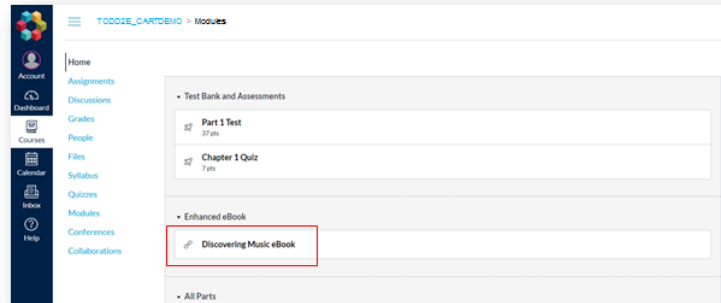 TODD2E_CARTDEMO > Modules
Account
Dashboard
Courses
Calendar
Inbox
Help
Home
Assignments
Discussions
Grades
People
Files
Syllabus
Quizzes
Modules
Conferences
Collaborations
Test Bank and Assessments
Part 1 Test
37 pts
Chapter 1 Quiz
7 pts
Enhanced eBook
Discovering Music eBook
All Parts